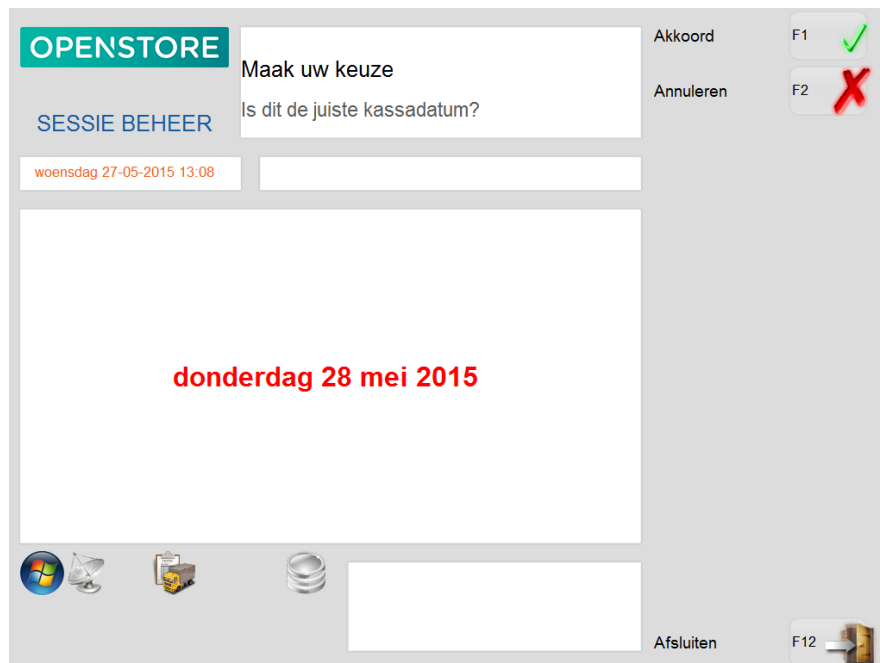 OPENSTORE
SESSIE BEHEER
Maak uw keuze
Is dit de juiste kassadatum?
Akkoord F1
Annuleren F2
woensdag 27-05-2015 13:08
donderdag 28 mei 2015
Afsluiten F12